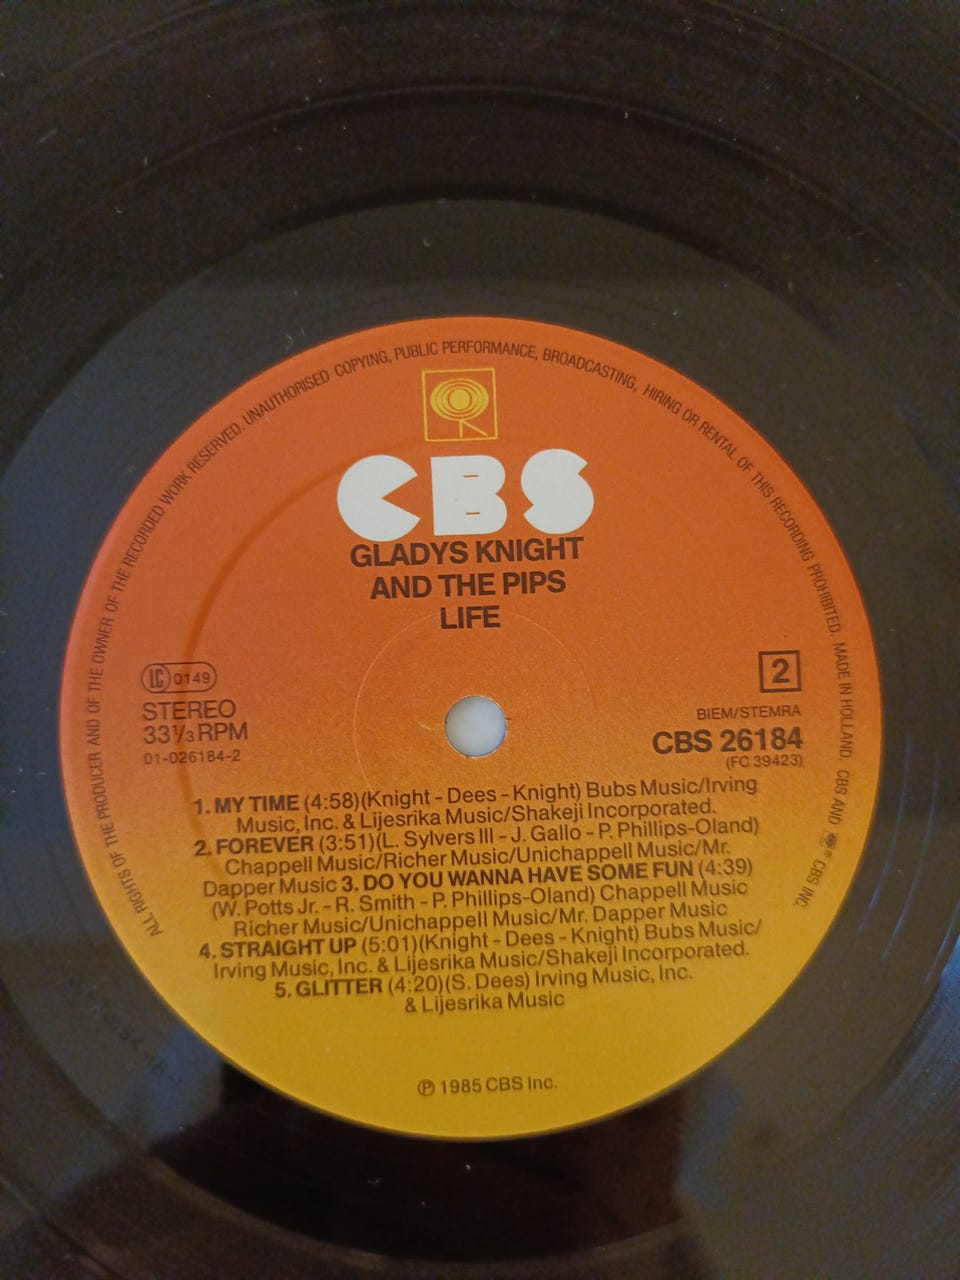 ALL RIGHTS OF THE PRODUCER AND OF THE OWNER OF THE RECORDED WORK RESERVED. UNAUTHORISED COPYING, PUBLIC PERFORMANCE, BROADCASTING, HIRING OR RENTAL OF THIS RECORDING PROHIBITED. MADE IN HOLLAND. CBS AND ® CBS INC.
CBS
GLADYS KNIGHT
AND THE PIPS
LIFE
LC 0149
STEREO
33 1/3 RPM
01-026184-2
2
BIEM/STEMRA
CBS 26184
(FC 39423)
1. MY TIME (4:58)(Knight - Dees - Knight) Bubs Music/Irving
Music, Inc. & Lijesrika Music/Shakeji Incorporated.
2. FOREVER (3:51)(L. Sylvers III - J. Gallo - P. Phillips-Oland)
Chappell Music/Richer Music/Unichappell Music/Mr.
Dapper Music 3. DO YOU WANNA HAVE SOME FUN (4:39)
(W. Potts Jr. - R. Smith - P. Phillips-Oland) Chappell Music
Richer Music/Unichappell Music/Mr. Dapper Music
4. STRAIGHT UP (5:01)(Knight - Dees - Knight) Bubs Music/
Irving Music, Inc. & Lijesrika Music/Shakeji Incorporated.
5. GLITTER (4:20)(S. Dees) Irving Music, Inc.
& Lijesrika Music
℗ 1985 CBS Inc.